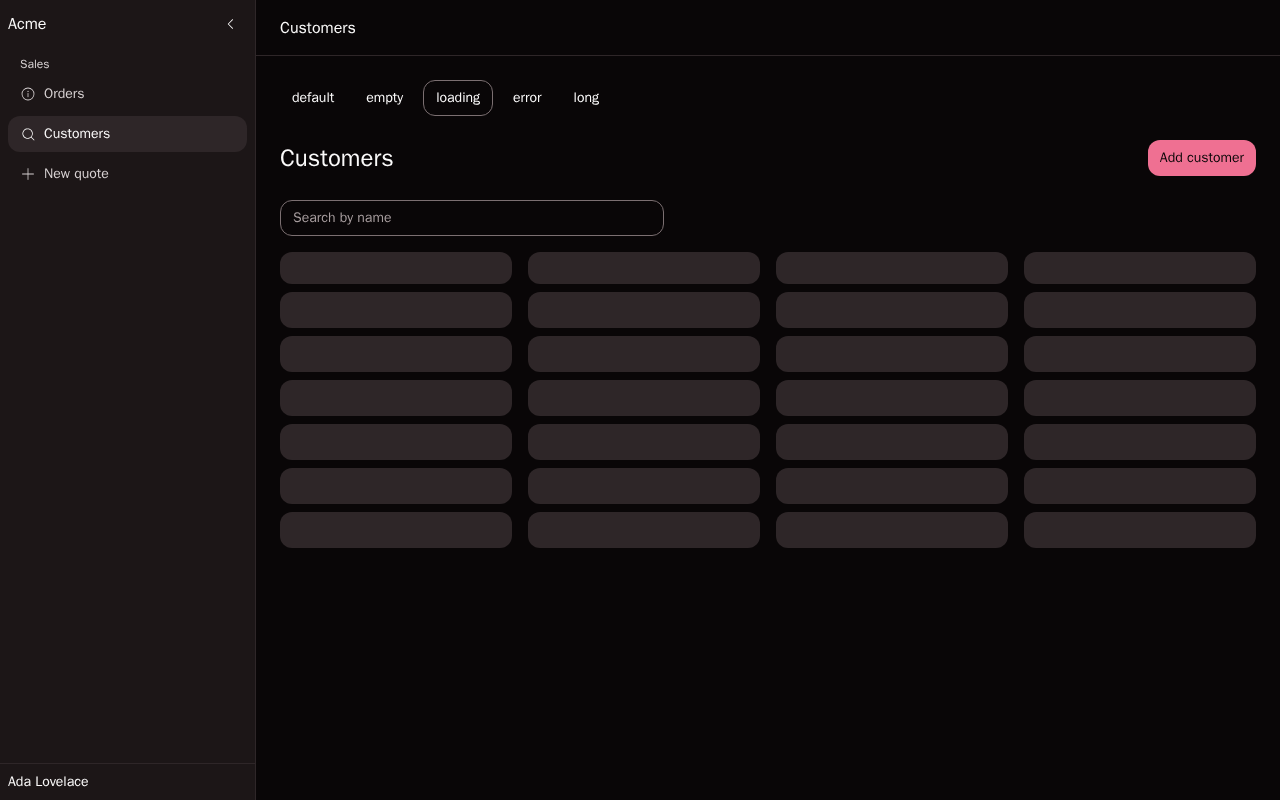 Acme
Sales
Orders
Customers
New quote
Ada Lovelace
Customers
default
empty
loading
error
long
Customers
Add customer
Search by name